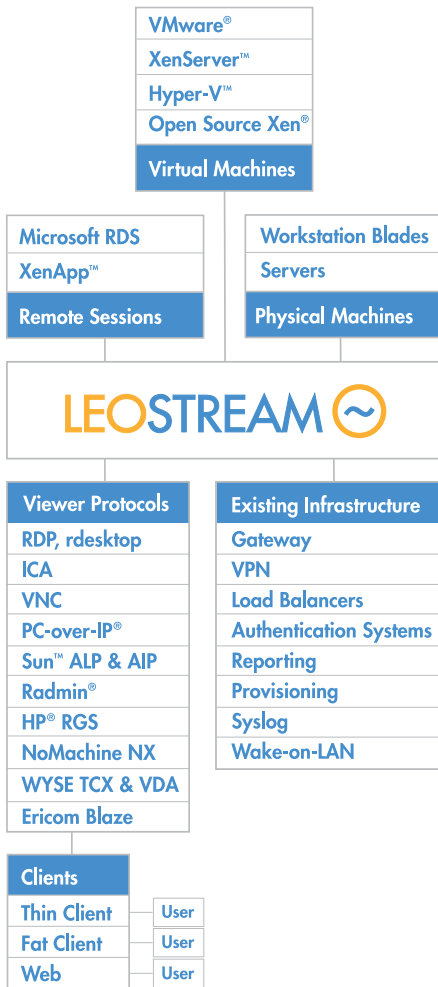 VMware®
XenServer™
Hyper-V™
Open Source Xen®
Virtual Machines
Microsoft RDS
XenApp™
Remote Sessions
Workstation Blades
Servers
Physical Machines
LEOSTREAM
Viewer Protocols
RDP, rdesktop
ICA
VNC
PC-over-IP®
Sun™ ALP & AIP
Radmin®
HP® RGS
NoMachine NX
WYSE TCX & VDA
Ericom Blaze
Existing Infrastructure
Gateway
VPN
Load Balancers
Authentication Systems
Reporting
Provisioning
Syslog
Wake-on-LAN
Clients
Thin Client User
Fat Client User
Web User